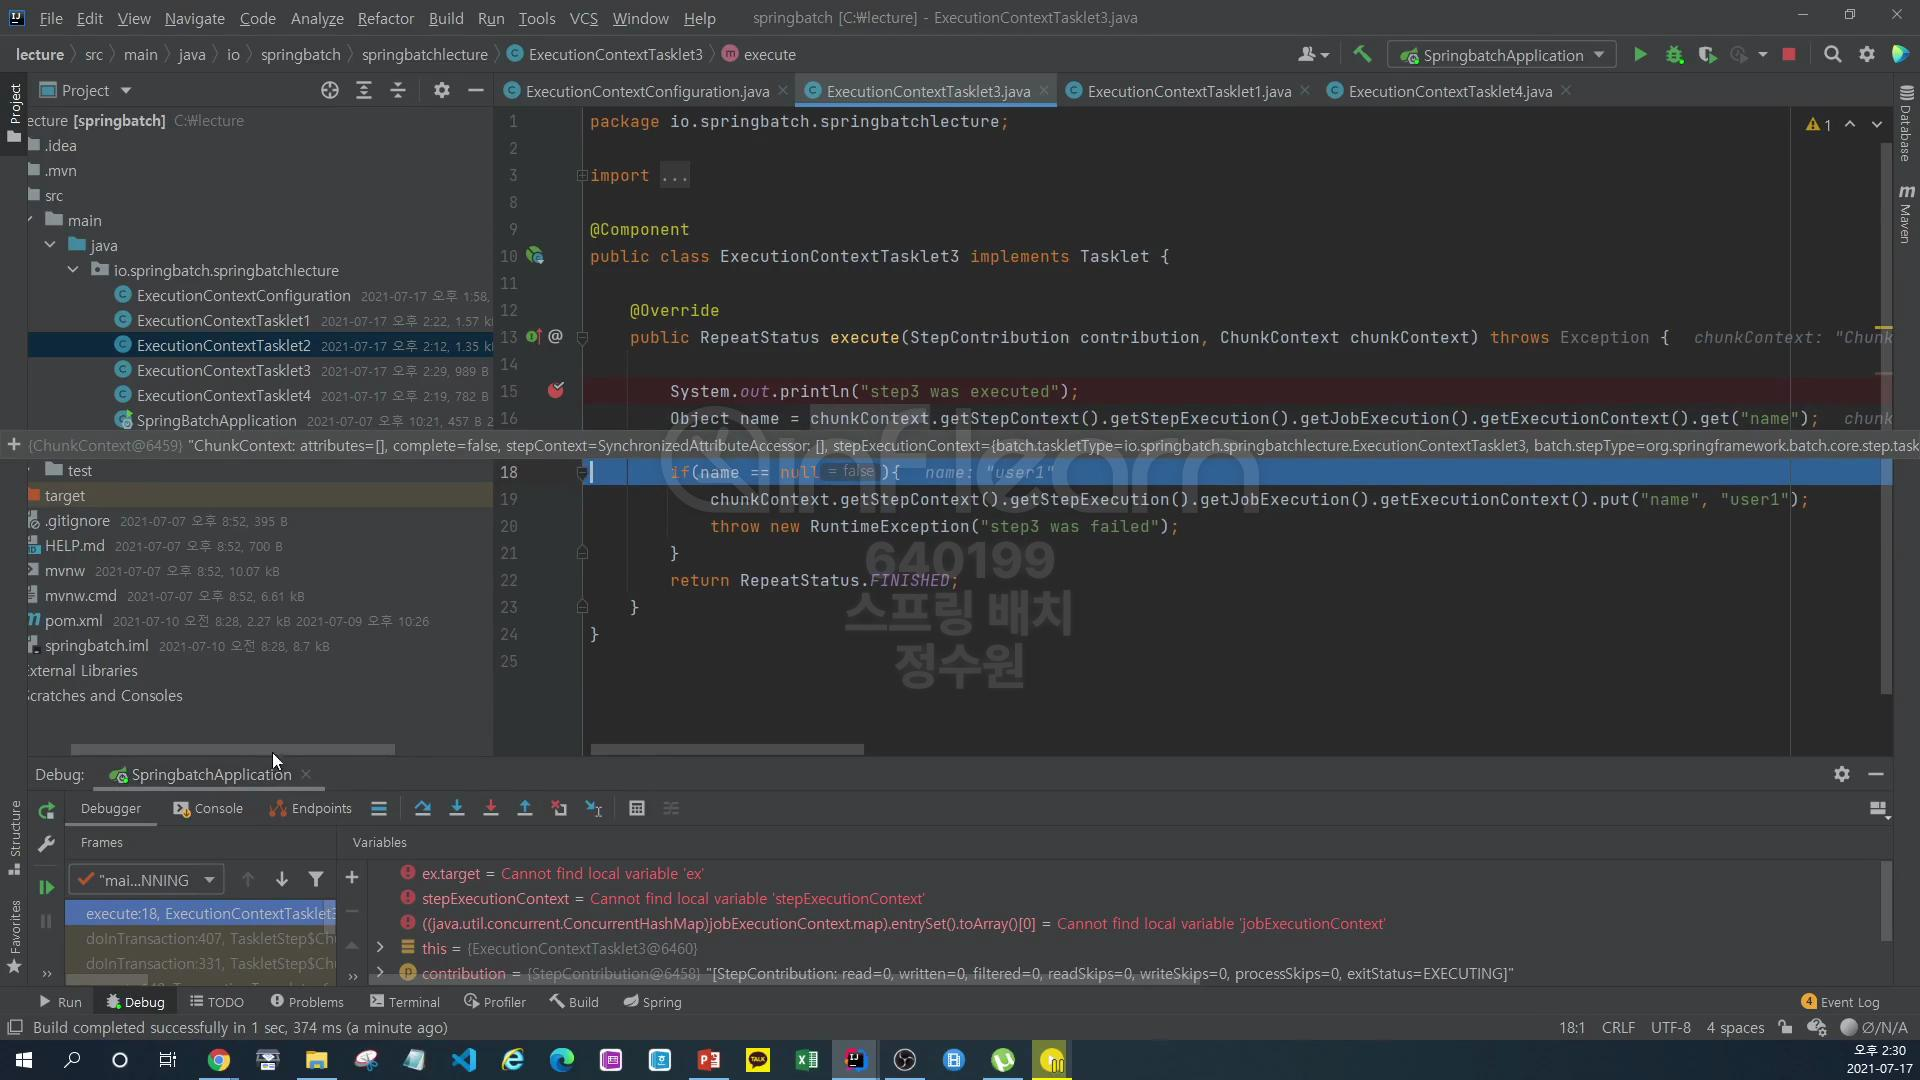 File Edit View Navigate Code Analyze Refactor Build Run Tools VCS Window Help springbatch [C:\lecture] - ExecutionContextTasklet3.java
lecture src main java io springbatch springbatchlecture ExecutionContextTasklet3 execute SpringbatchApplication
Project
Project
ExecutionContextConfiguration.java ExecutionContextTasklet3.java ExecutionContextTasklet1.java ExecutionContextTasklet4.java
ecture [springbatch] C:\lecture
.idea
.mvn
src
main
java
io.springbatch.springbatchlecture
ExecutionContextConfiguration 2021-07-17 오후 1:58,
ExecutionContextTasklet1 2021-07-17 오후 2:22, 1.57 k
ExecutionContextTasklet2 2021-07-17 오후 2:12, 1.35 k
ExecutionContextTasklet3 2021-07-17 오후 2:29, 989 B
ExecutionContextTasklet4 2021-07-17 오후 2:19, 782 B
SpringBatchApplication 2021-07-07 오후 10:21, 457 B 2
test
target
.gitignore 2021-07-07 오후 8:52, 395 B
HELP.md 2021-07-07 오후 8:52, 700 B
mvnw 2021-07-07 오후 8:52, 10.07 kB
mvnw.cmd 2021-07-07 오후 8:52, 6.61 kB
pom.xml 2021-07-10 오전 8:28, 2.27 kB 2021-07-09 오후 10:26
springbatch.iml 2021-07-10 오전 8:28, 8.7 kB
External Libraries
Scratches and Consoles
1 package io.springbatch.springbatchlecture;
2
3 import ...
8
9 @Component
10 public class ExecutionContextTasklet3 implements Tasklet {
11
12 @Override
13 public RepeatStatus execute(StepContribution contribution, ChunkContext chunkContext) throws Exception { chunkContext: "Chunk
14
15 System.out.println("step3 was executed");
16 Object name = chunkContext.getStepContext().getStepExecution().getJobExecution().getExecutionContext().get("name"); chunk
+ {ChunkContext@6459} "ChunkContext: attributes=[], complete=false, stepContext=SynchronizedAttributeAccessor: [], stepExecutionContext={batch.taskletType=io.springbatch.springbatchlecture.ExecutionContextTasklet3, batch.stepType=org.springframework.batch.core.step.task
18 if(name == null = false ){ name: "user1"
19 chunkContext.getStepContext().getStepExecution().getJobExecution().getExecutionContext().put("name", "user1");
20 throw new RuntimeException("step3 was failed");
21 }
22 return RepeatStatus.FINISHED;
23 }
24 }
25
1
Database
Maven
inflearn
640199
스프링 배치
정수원
Debug: SpringbatchApplication
Debugger Console Endpoints
Frames Variables
"mai...NNING
execute:18, ExecutionContextTasklet3
doInTransaction:407, TaskletStep$Chu
doInTransaction:331, TaskletStep$Chu
ex.target = Cannot find local variable 'ex'
stepExecutionContext = Cannot find local variable 'stepExecutionContext'
((java.util.concurrent.ConcurrentHashMap)jobExecutionContext.map).entrySet().toArray()[0] = Cannot find local variable 'jobExecutionContext'
this = {ExecutionContextTasklet3@6460}
contribution = {StepContribution@6458} "[StepContribution: read=0, written=0, filtered=0, readSkips=0, writeSkips=0, processSkips=0, exitStatus=EXECUTING]"
Structure
Favorites
Run Debug TODO Problems Terminal Profiler Build Spring 4 Event Log
Build completed successfully in 1 sec, 374 ms (a minute ago) 18:1 CRLF UTF-8 4 spaces Ø/N/A
TALK
오후 2:30
2021-07-17